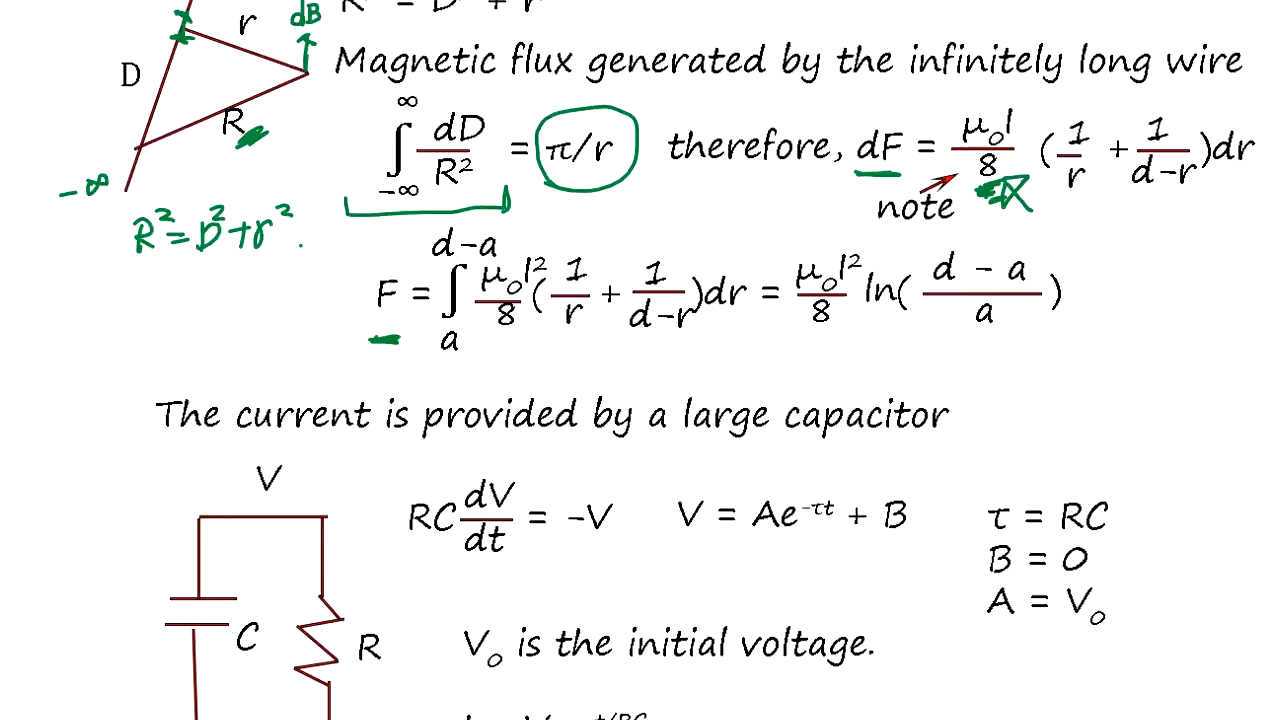 r dB
D
R
-∞
R² = D² + r².
Magnetic flux generated by the infinitely long wire
∫_{-∞}^{∞} dD/R² = π/r therefore, dF = μ₀I/8 (1/r + 1/(d-r))dr
note
F = ∫_{a}^{d-a} μ₀I²/8 (1/r + 1/(d-r))dr = μ₀I²/8 ln((d - a)/a)
The current is provided by a large capacitor
V
RC dV/dt = -V V = Ae^{-τt} + B τ = RC
B = 0
A = V₀
C R V₀ is the initial voltage.